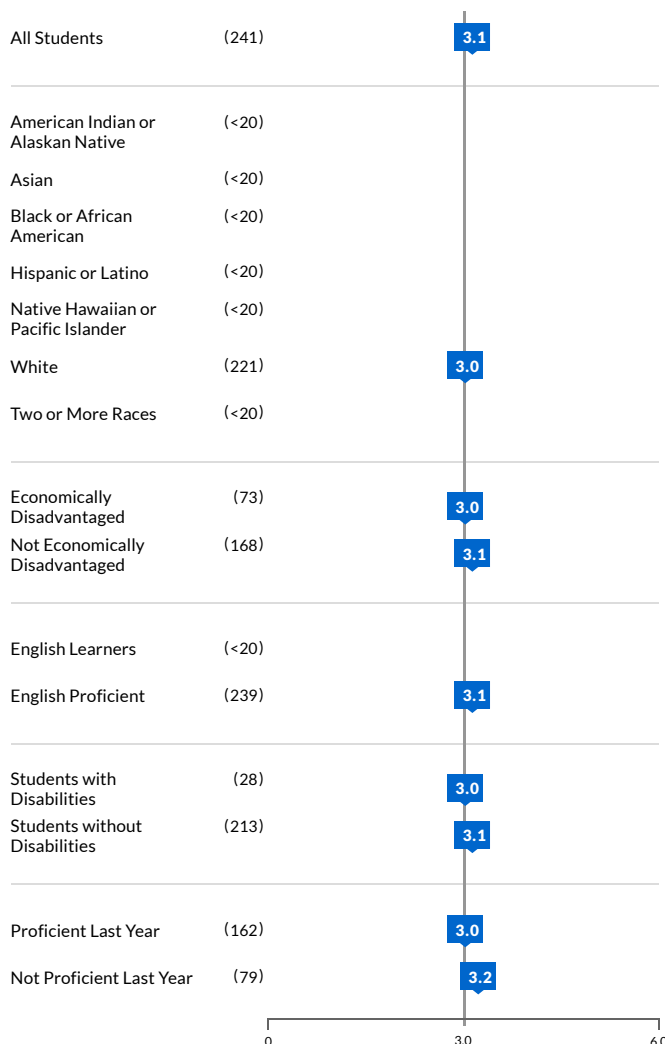 All Students (241) 3.1
American Indian or (<20)
Alaskan Native
Asian (<20)
Black or African (<20)
American
Hispanic or Latino (<20)
Native Hawaiian or (<20)
Pacific Islander
White (221) 3.0
Two or More Races (<20)
Economically (73) 3.0
Disadvantaged
Not Economically (168) 3.1
Disadvantaged
English Learners (<20)
English Proficient (239) 3.1
Students with (28) 3.0
Disabilities
Students without (213) 3.1
Disabilities
Proficient Last Year (162) 3.0
Not Proficient Last Year (79) 3.2
0 3.0 6.0